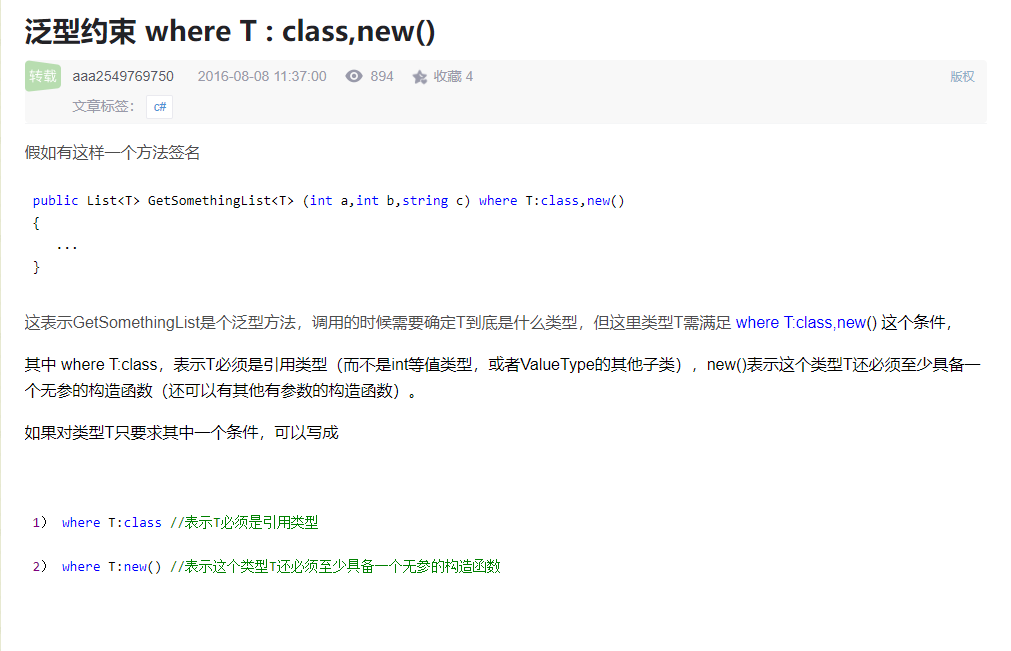 泛型约束 where T : class,new()
转载 aaa2549769750 2016-08-08 11:37:00 894 收藏 4 版权
文章标签： c#
假如有这样一个方法签名
public List<T> GetSomethingList<T> (int a,int b,string c) where T:class,new()
{
...
}
这表示GetSomethingList是个泛型方法，调用的时候需要确定T到底是什么类型，但这里类型T需满足 where T:class,new() 这个条件，
其中 where T:class，表示T必须是引用类型（而不是int等值类型，或者ValueType的其他子类），new()表示这个类型T还必须至少具备一
个无参的构造函数（还可以有其他有参数的构造函数）。
如果对类型T只要求其中一个条件，可以写成
1） where T:class //表示T必须是引用类型
2） where T:new() //表示这个类型T还必须至少具备一个无参的构造函数